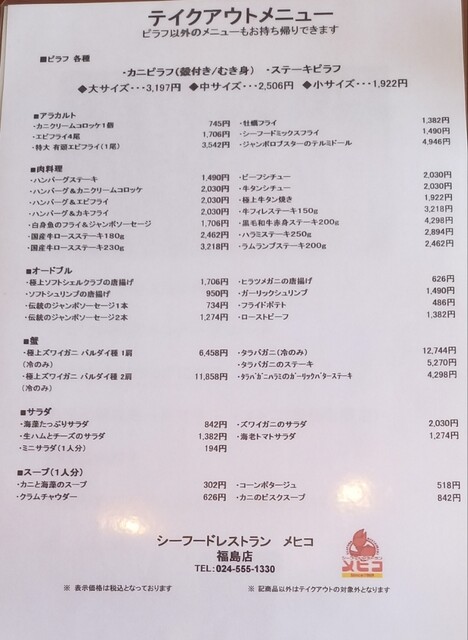 テイクアウトメニュー
ピラフ以外のメニューもお持ち帰りできます
■ピラフ 各種
・カニピラフ(殻付き/むき身) ・ステーキピラフ
◆大サイズ・・・3,197円 ◆中サイズ・・・2,506円 ◆小サイズ・・・1,922円
■アラカルト
・カニクリームコロッケ1個 745円 ・牡蠣フライ 1,382円
・エビフライ4尾 1,706円 ・シーフードミックスフライ 1,490円
・特大 有頭エビフライ(1尾) 3,542円 ・ジャンボロブスターのテルミドール 4,946円
■肉料理
・ハンバーグステーキ 1,490円 ・ビーフシチュー 2,030円
・ハンバーグ&カニクリームコロッケ 2,030円 ・牛タンシチュー 2,030円
・ハンバーグ&エビフライ 2,030円 ・極上牛タン焼き 1,922円
・ハンバーグ&カキフライ 2,030円 ・牛フィレステーキ150g 3,218円
・白身魚のフライ&ジャンボソーセージ 1,706円 ・黒毛和牛赤身ステーキ200g 4,298円
・国産牛ロースステーキ180g 2,462円 ・ハラミステーキ250g 2,894円
・国産牛ロースステーキ230g 3,218円 ・ラムランプステーキ200g 2,462円
■オードブル
・極上ソフトシェルクラブの唐揚げ 1,706円 ・ヒラツメガニの唐揚げ 626円
・ソフトシュリンプの唐揚げ 950円 ・ガーリックシュリンプ 1,490円
・伝統のジャンボソーセージ1本 734円 ・フライドポテト 486円
・伝統のジャンボソーセージ2本 1,274円 ・ローストビーフ 1,382円
■蟹
・極上ズワイガニ バルダイ種 1肩 6,458円 ・タラバガニ(冷のみ) 12,744円
(冷のみ) ・タラバガニのステーキ 5,270円
・極上ズワイガニ バルダイ種 2肩 11,858円 ・タラバガニハラミのガーリックバターステーキ 4,298円
(冷のみ)
■サラダ
・海藻たっぷりサラダ 842円 ・ズワイガニのサラダ 2,030円
・生ハムとチーズのサラダ 1,382円 ・海老トマトサラダ 1,274円
・ミニサラダ(1人分) 194円
■スープ(1人分)
・カニと海藻のスープ 302円 ・コーンポタージュ 518円
・クラムチャウダー 626円 ・カニのビスクスープ 842円
シーフードレストラン メヒコ
福島店
TEL:024-555-1330
シーフードレストラン
メヒコ
※ 表示価格は税込となっております ※ 記商品以外はテイクアウトの対象外となります